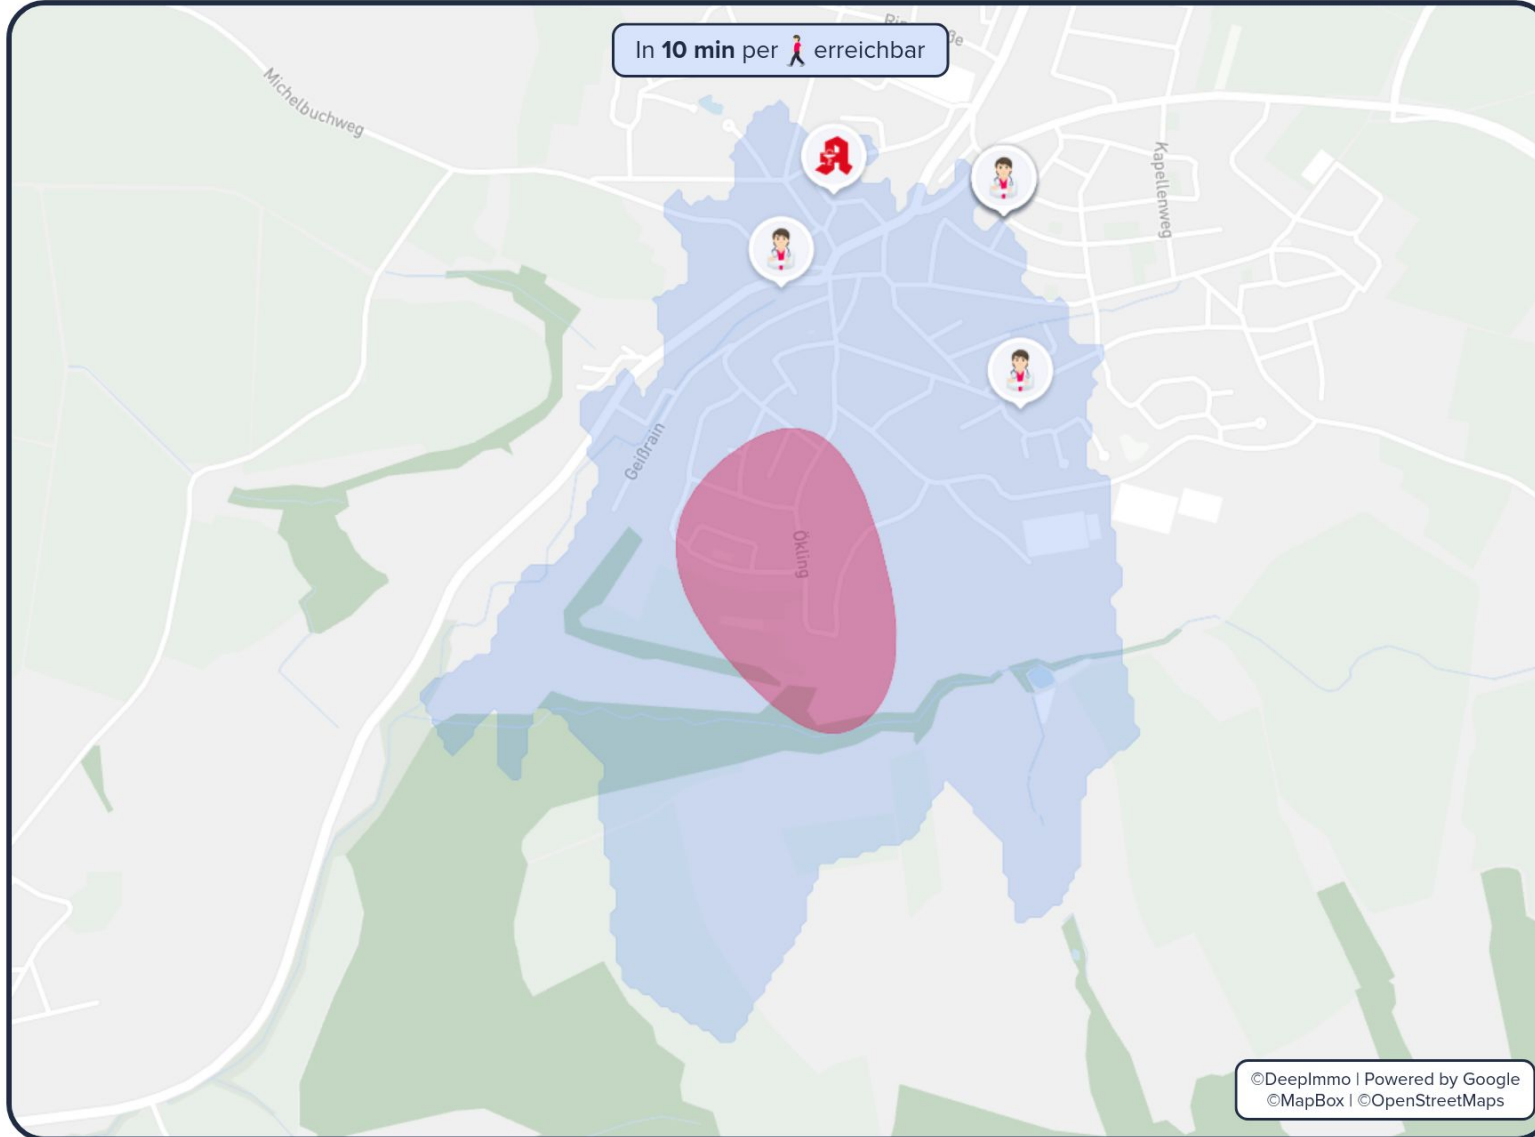 In 10 min per erreichbar
Michelbuchweg
Kapellenweg
Geißrain
Ökling
©DeepImmo | Powered by Google
©MapBox | ©OpenStreetMaps